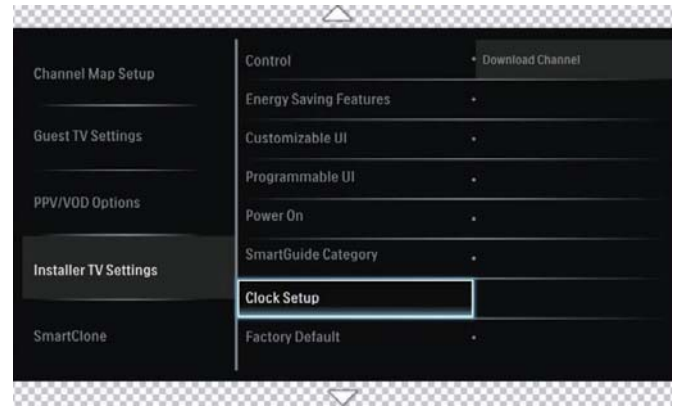 Channel Map Setup
Guest TV Settings
PPV/VOD Options
Installer TV Settings
SmartClone
Control
Energy Saving Features
Customizable UI
Programmable UI
Power On
SmartGuide Category
Clock Setup
Factory Default
• Download Channel